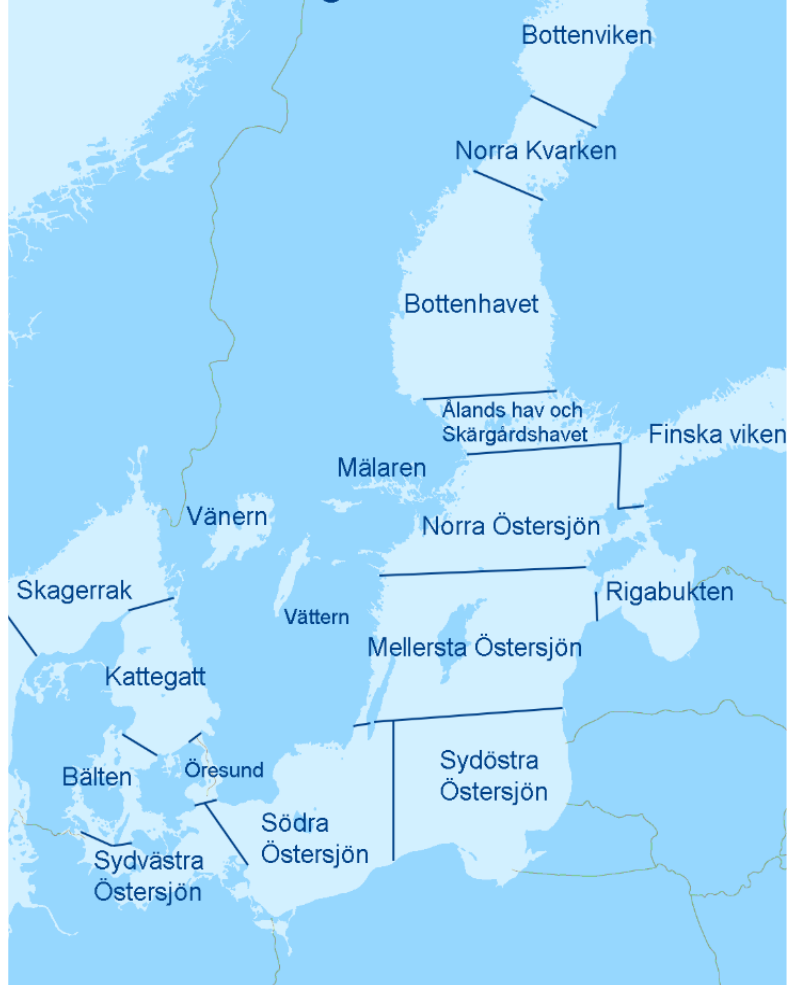 Bottenviken
Norra Kvarken
Bottenhavet
Ålands hav och
Skärgårdshavet
Finska viken
Mälaren
Vänern
Norra Östersjön
Skagerrak
Rigabukten
Vättern
Mellersta Östersjön
Kattegatt
Sydöstra
Östersjön
Öresund
Bälten
Södra
Östersjön
Sydvästra
Östersjön